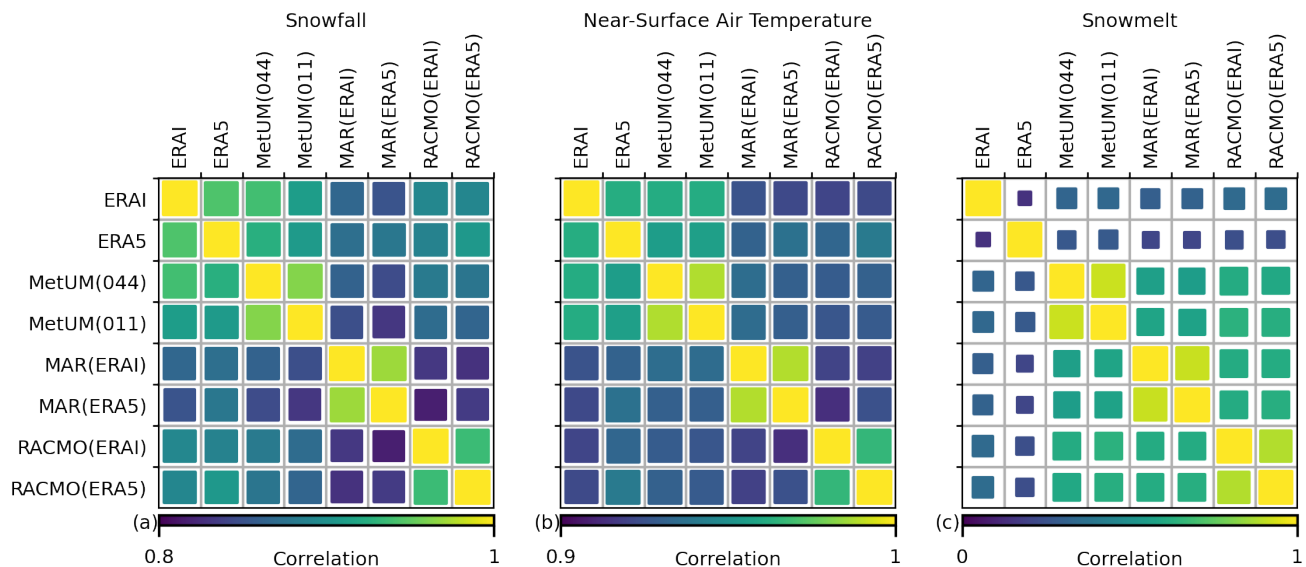 Snowfall
Near-Surface Air Temperature
Snowmelt
ERAI
ERA5
MetUM(044)
MetUM(011)
MAR(ERAI)
MAR(ERA5)
RACMO(ERAI)
RACMO(ERA5)
ERAI
ERA5
MetUM(044)
MetUM(011)
MAR(ERAI)
MAR(ERA5)
RACMO(ERAI)
RACMO(ERA5)
ERAI
ERA5
MetUM(044)
MetUM(011)
MAR(ERAI)
MAR(ERA5)
RACMO(ERAI)
RACMO(ERA5)
ERAI
ERA5
MetUM(044)
MetUM(011)
MAR(ERAI)
MAR(ERA5)
RACMO(ERAI)
RACMO(ERA5)
(a)
0.8
Correlation
1
(b)
0.9
Correlation
1
(c)
0
Correlation
1